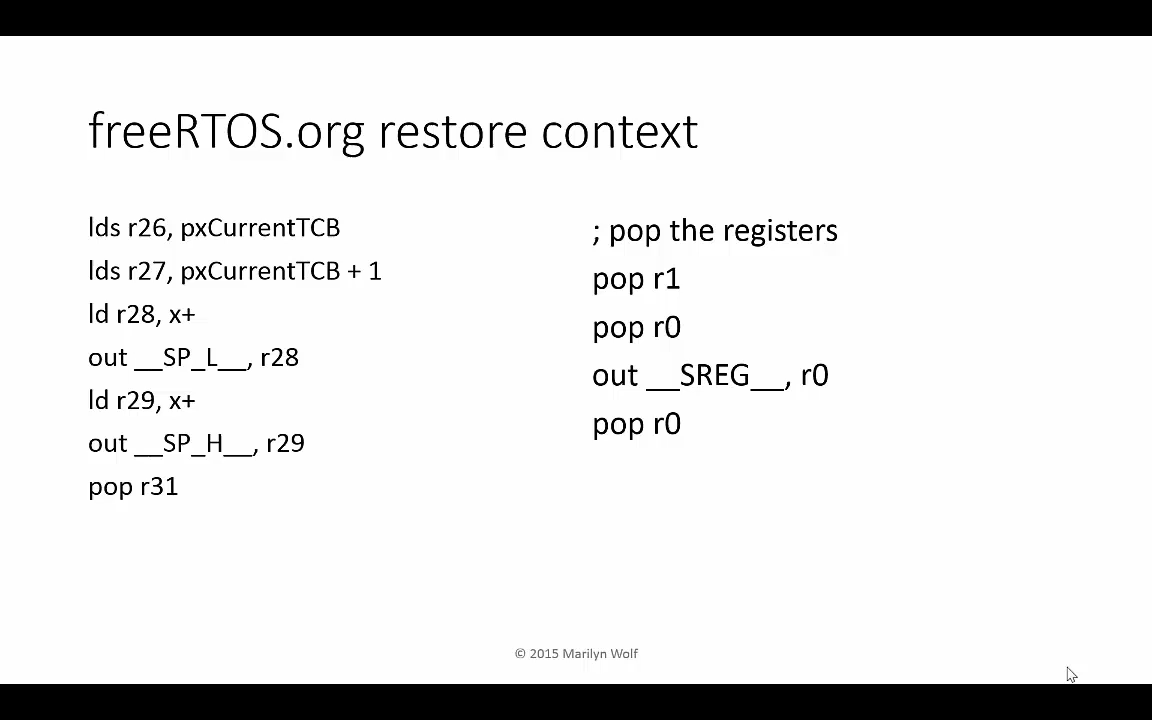 freeRTOS.org restore context
lds r26, pxCurrentTCB
lds r27, pxCurrentTCB + 1
ld r28, x+
out __SP_L__, r28
ld r29, x+
out __SP_H__, r29
pop r31
; pop the registers
pop r1
pop r0
out __SREG__, r0
pop r0
© 2015 Marilyn Wolf